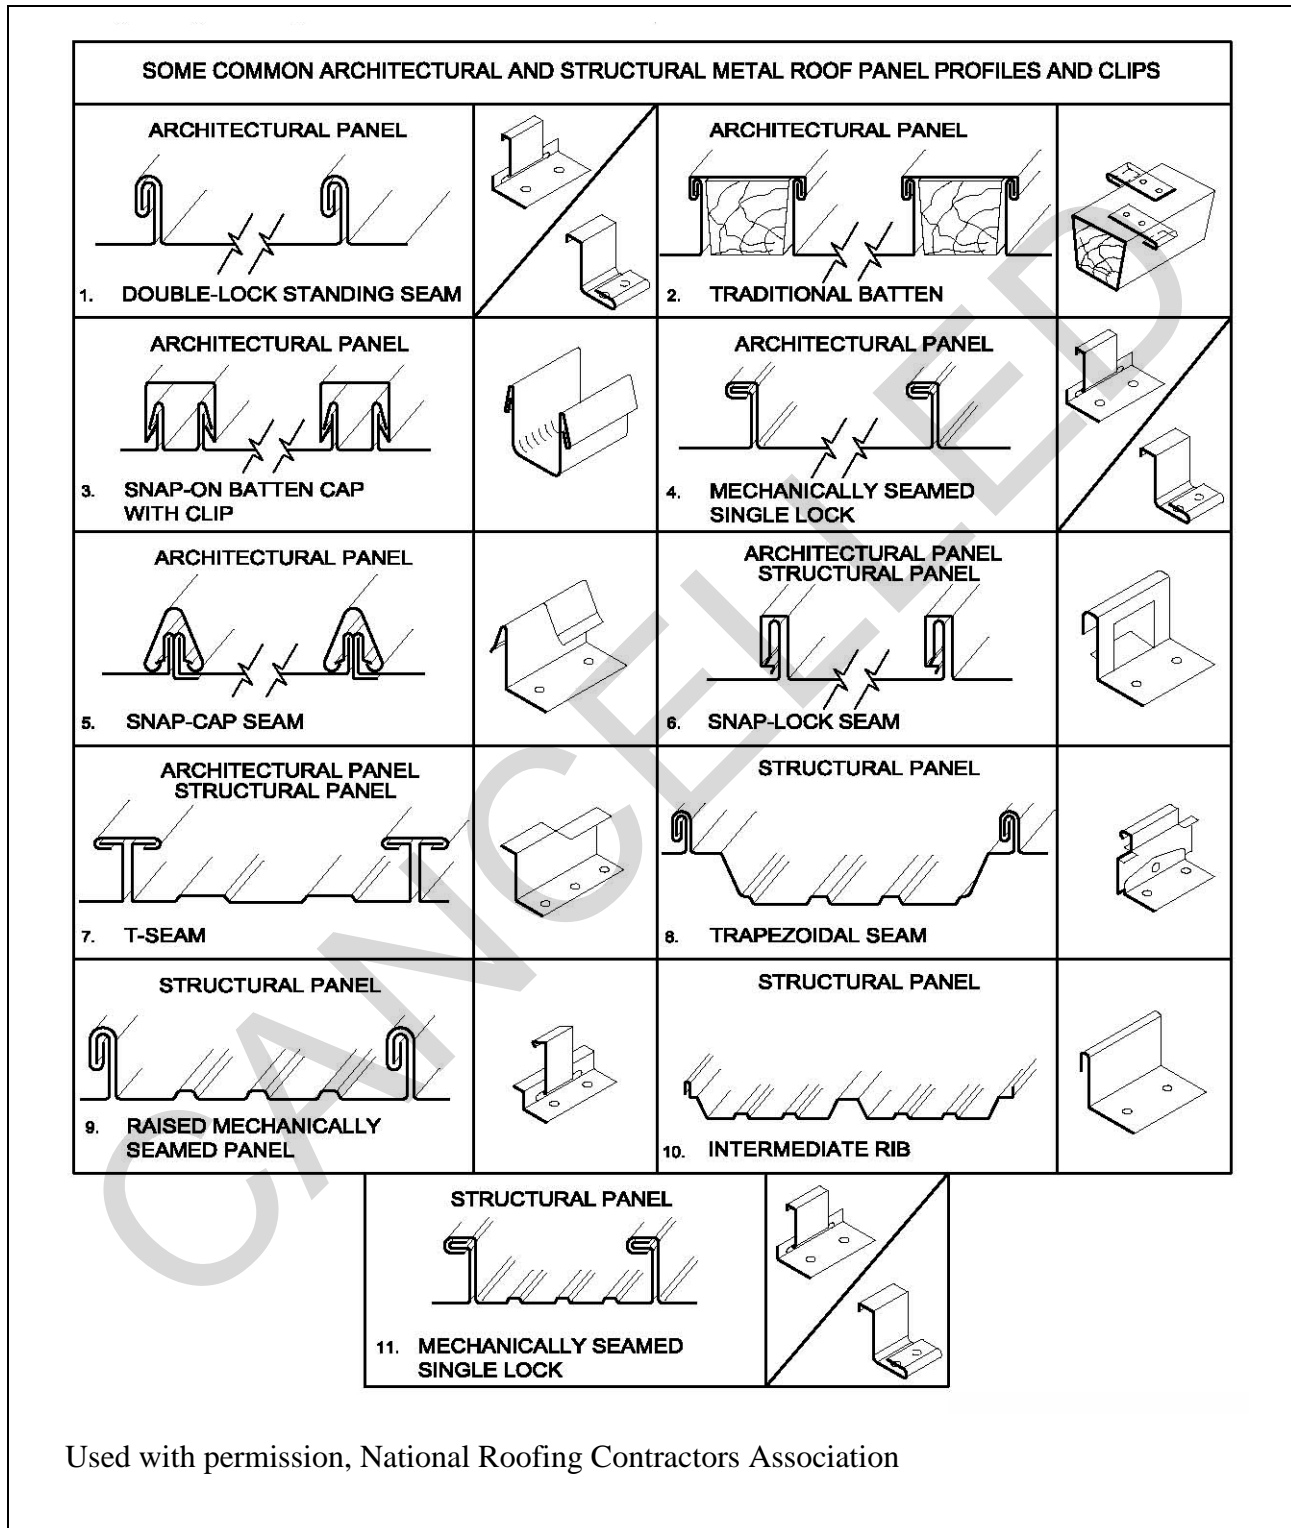 SOME COMMON ARCHITECTURAL AND STRUCTURAL METAL ROOF PANEL PROFILES AND CLIPS
ARCHITECTURAL PANEL
1. DOUBLE-LOCK STANDING SEAM
ARCHITECTURAL PANEL
2. TRADITIONAL BATTEN
ARCHITECTURAL PANEL
3. SNAP-ON BATTEN CAP
WITH CLIP
ARCHITECTURAL PANEL
4. MECHANICALLY SEAMED
SINGLE LOCK
ARCHITECTURAL PANEL
5. SNAP-CAP SEAM
ARCHITECTURAL PANEL
STRUCTURAL PANEL
6. SNAP-LOCK SEAM
ARCHITECTURAL PANEL
STRUCTURAL PANEL
7. T-SEAM
STRUCTURAL PANEL
8. TRAPEZOIDAL SEAM
STRUCTURAL PANEL
9. RAISED MECHANICALLY
SEAMED PANEL
STRUCTURAL PANEL
10. INTERMEDIATE RIB
STRUCTURAL PANEL
11. MECHANICALLY SEAMED
SINGLE LOCK
Used with permission, National Roofing Contractors Association
CANCELLED